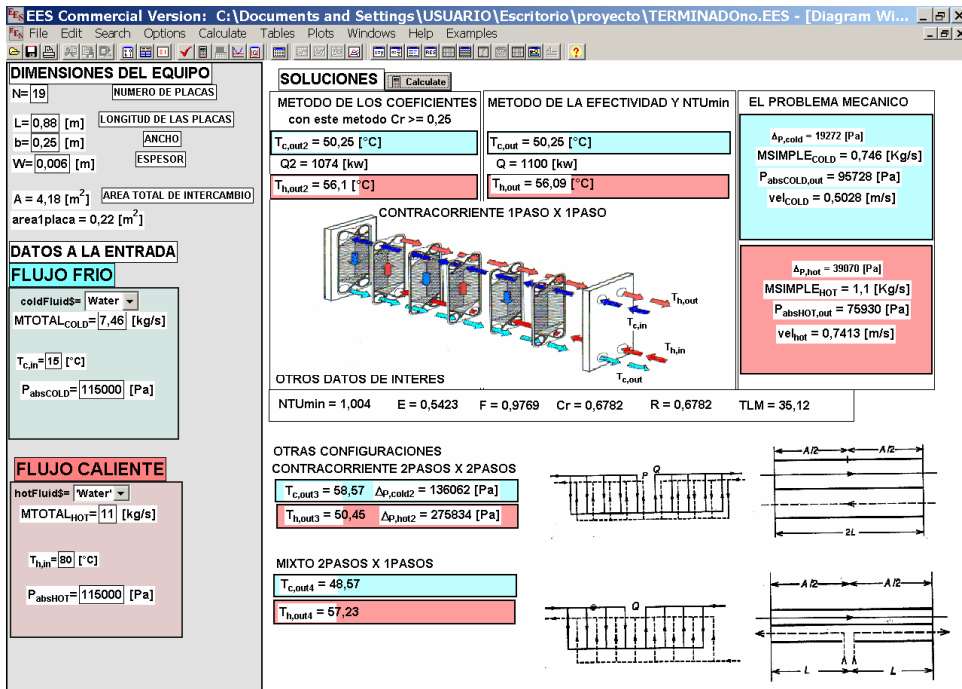 EES Commercial Version: C:\Documents and Settings\USUARIO\Escritorio\proyecto\TERMINADOno.EES - [Diagram Wi...
File Edit Search Options Calculate Tables Plots Windows Help Examples
DIMENSIONES DEL EQUIPO
N= 19 NUMERO DE PLACAS
L= 0,88 [m] LONGITUD DE LAS PLACAS
b= 0,25 [m] ANCHO
W= 0,006 [m] ESPESOR
A = 4,18 [m2] AREA TOTAL DE INTERCAMBIO
area1placa = 0,22 [m2]
DATOS A LA ENTRADA
FLUJO FRIO
coldFluid$= Water
MTOTALCOLD= 7,46 [kg/s]
Tc,in= 15 [°C]
PabsCOLD= 115000 [Pa]
FLUJO CALIENTE
hotFluid$= 'Water'
MTOTALHOT= 11 [kg/s]
Th,in= 80 [°C]
PabsHOT= 115000 [Pa]
SOLUCIONES Calculate
METODO DE LOS COEFICIENTES
con este metodo Cr >= 0,25
Tc,out2 = 50,25 [°C]
Q2 = 1074 [kw]
Th,out2 = 56,1 [°C]
METODO DE LA EFECTIVIDAD Y NTUmin
Tc,out = 50,25 [°C]
Q = 1100 [kw]
Th,out = 56,09 [°C]
EL PROBLEMA MECANICO
ΔP,cold = 19272 [Pa]
MSIMPLECOLD = 0,746 [Kg/s]
PabsCOLD,out = 95728 [Pa]
velCOLD = 0,5028 [m/s]
ΔP,hot = 39070 [Pa]
MSIMPLEHOT = 1,1 [Kg/s]
PabsHOT,out = 75930 [Pa]
velhot = 0,7413 [m/s]
CONTRACORRIENTE 1PASO X 1PASO
Th,out
Tc,in
Th,in
Tc,out
OTROS DATOS DE INTERES
NTUmin = 1,004 E = 0,5423 F = 0,9769 Cr = 0,6782 R = 0,6782 TLM = 35,12
OTRAS CONFIGURACIONES
CONTRACORRIENTE 2PASOS X 2PASOS
Tc,out3 = 58,57 ΔP,cold2 = 136062 [Pa]
Th,out3 = 50,45 ΔP,hot2 = 275834 [Pa]
P Q
A/2 A/2
2L
MIXTO 2PASOS X 1PASOS
Tc,out4 = 48,57
Th,out4 = 57,23
Q
A/2 A/2
L L